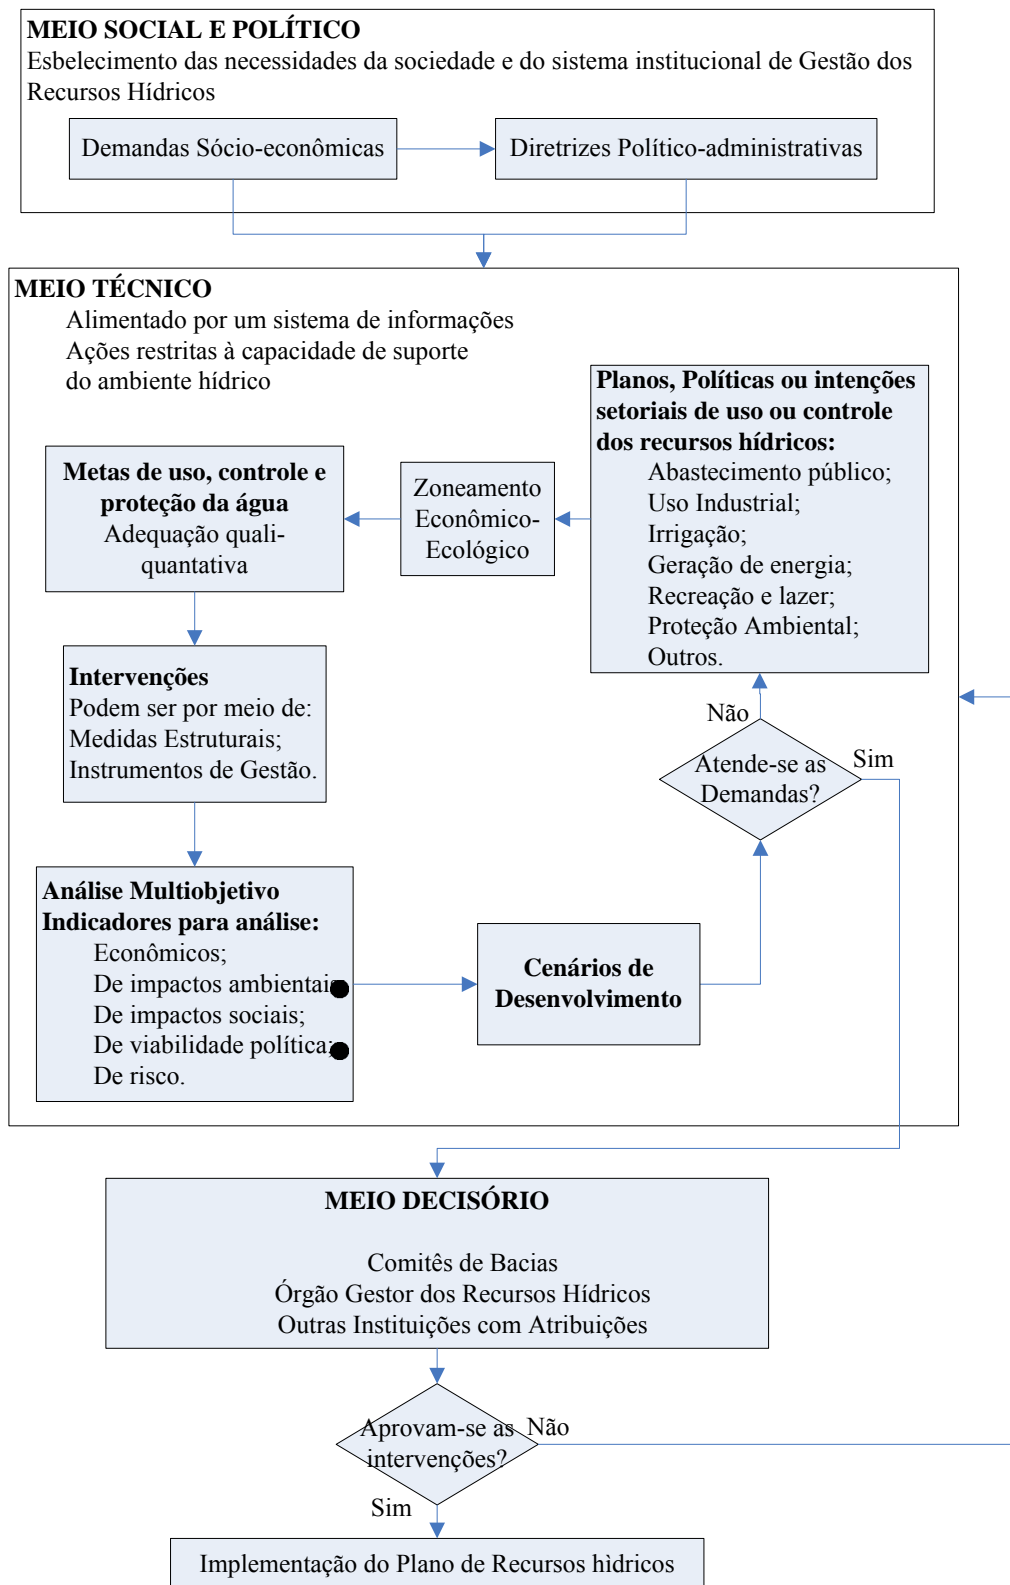 MEIO SOCIAL E POLÍTICO
Esbelecimento das necessidades da sociedade e do sistema institucional de Gestão dos
Recursos Hídricos
Demandas Sócio-econômicas
Diretrizes Político-administrativas
MEIO TÉCNICO
Alimentado por um sistema de informações
Ações restritas à capacidade de suporte
do ambiente hídrico
Planos, Políticas ou intenções
setoriais de uso ou controle
dos recursos hídricos:
Abastecimento público;
Uso Industrial;
Irrigação;
Geração de energia;
Recreação e lazer;
Proteção Ambiental;
Outros.
Zoneamento
Econômico-
Ecológico
Metas de uso, controle e
proteção da água
Adequação quali-
quantativa
Intervenções
Podem ser por meio de:
Medidas Estruturais;
Instrumentos de Gestão.
Análise Multiobjetivo
Indicadores para análise:
Econômicos;
De impactos ambientais
De impactos sociais;
De viabilidade política;
De risco.
Cenários de
Desenvolvimento
Não
Sim
Atende-se as
Demandas?
MEIO DECISÓRIO
Comitês de Bacias
Órgão Gestor dos Recursos Hídricos
Outras Instituições com Atribuições
Aprovam-se as
intervenções?
Não
Sim
Implementação do Plano de Recursos hìdricos